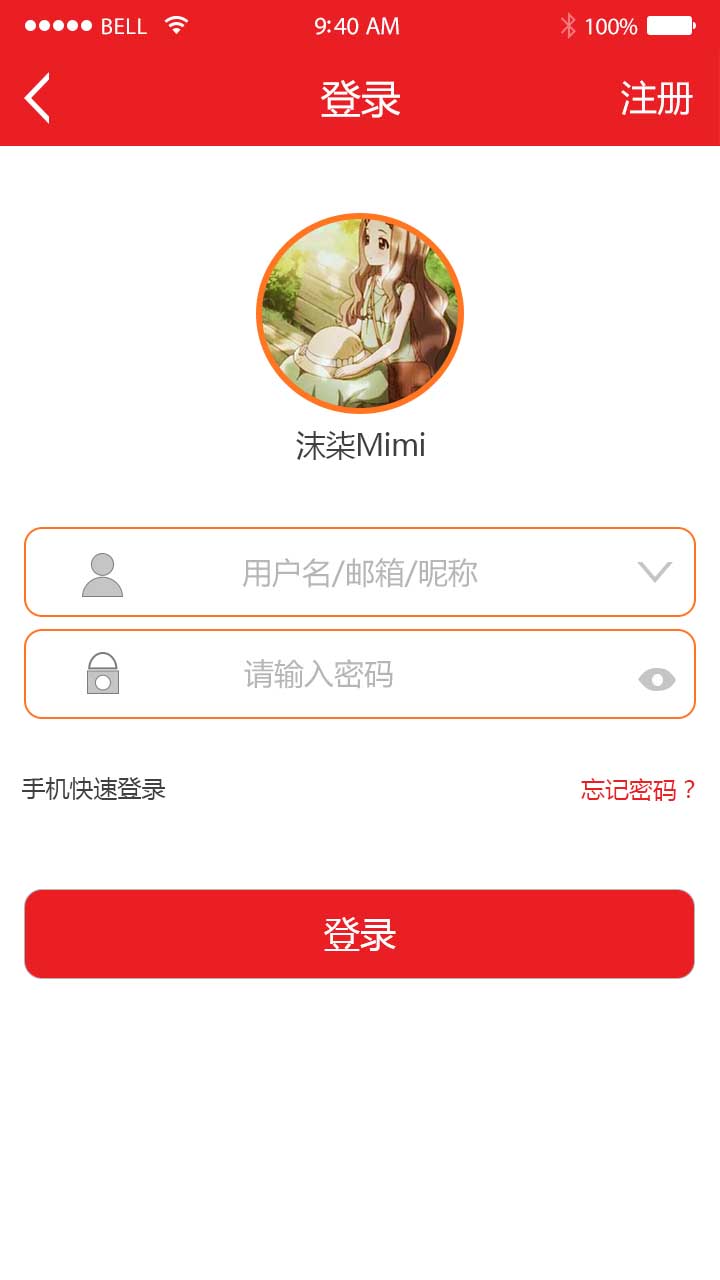 BELL 9:40 AM 100%
登录 注册
沫柒Mimi
用户名/邮箱/昵称
请输入密码
手机快速登录 忘记密码？
登录